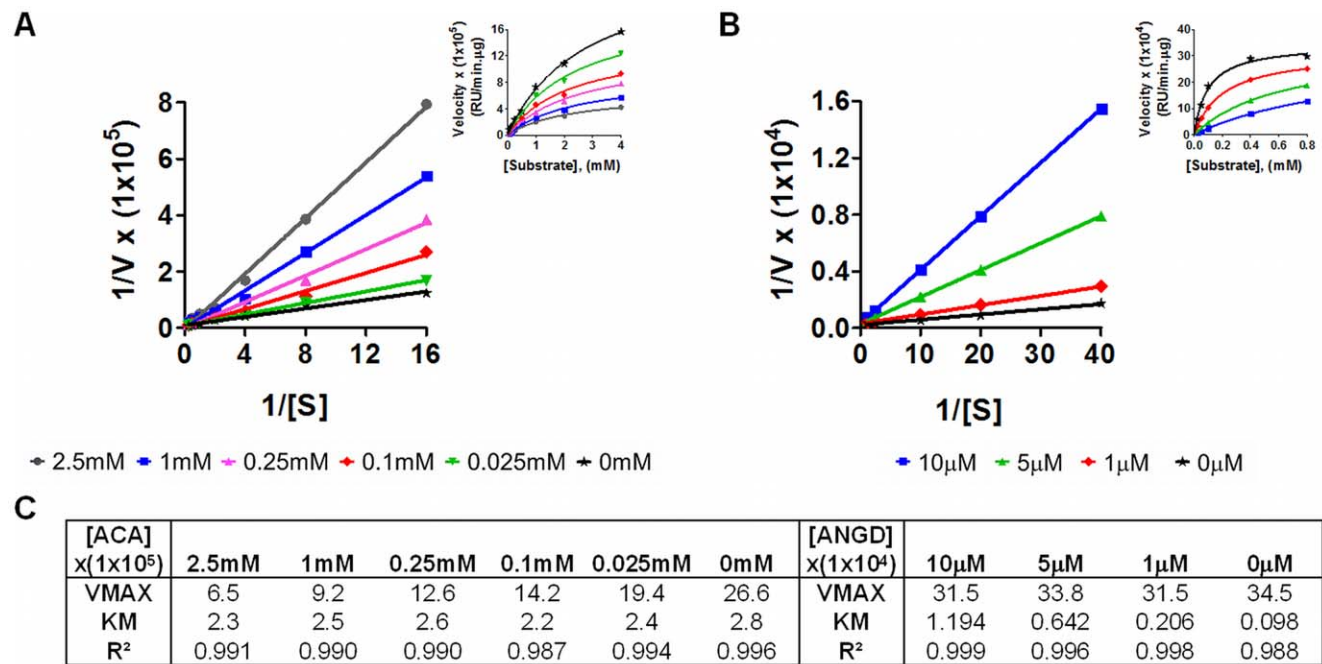 A
B
16
12
8
4
0
0 1 2 3 4
Velocity x (1x10⁵)
(RU/min.µg)
[Substrate], (mM)
40
30
20
10
0
0.0 0.2 0.4 0.6 0.8
Velocity x (1x10⁴)
(RU/min.µg)
[Substrate], (mM)
8
6
4
2
0
0 4 8 12 16
1/V x (1x10⁵)
1/[S]
1.6
1.2
0.8
0.4
0.0
0 10 20 30 40
1/V x (1x10⁴)
1/[S]
2.5mM 1mM 0.25mM 0.1mM 0.025mM 0mM
10µM 5µM 1µM 0µM
C
[ACA] [ANGD]
x(1x10⁵) 2.5mM 1mM 0.25mM 0.1mM 0.025mM 0mM x(1x10⁴) 10µM 5µM 1µM 0µM
VMAX 6.5 9.2 12.6 14.2 19.4 26.6 VMAX 31.5 33.8 31.5 34.5
KM 2.3 2.5 2.6 2.2 2.4 2.8 KM 1.194 0.642 0.206 0.098
R² 0.991 0.990 0.990 0.987 0.994 0.996 R² 0.999 0.996 0.998 0.988